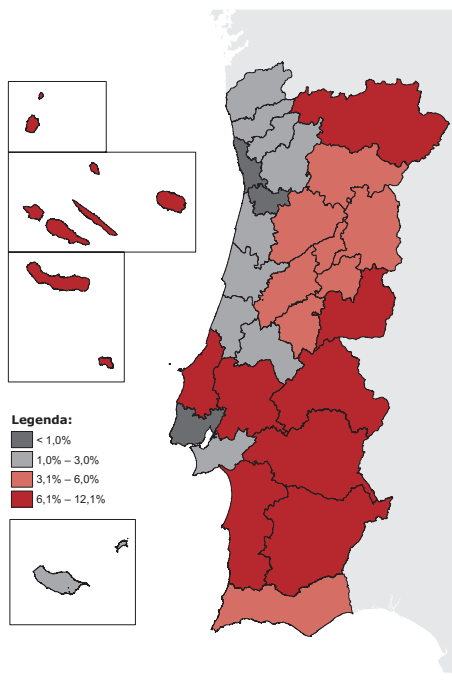 Legenda:
< 1,0%
1,0% – 3,0%
3,1% – 6,0%
6,1% – 12,1%